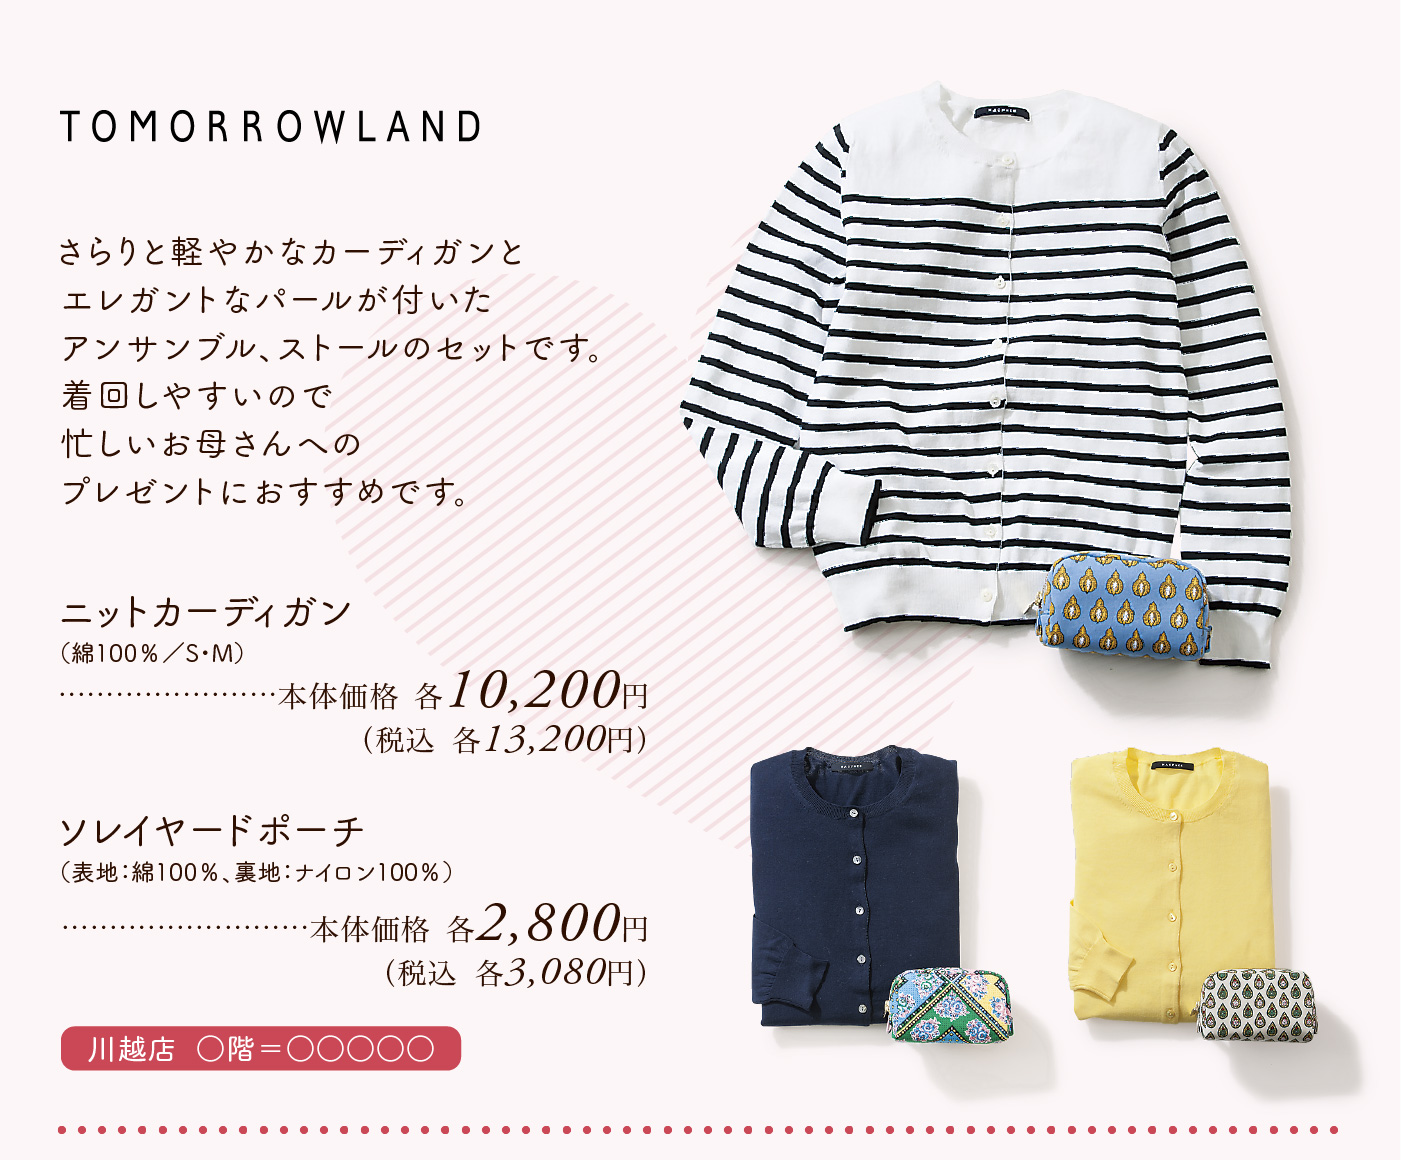 TOMORROWLAND
さらりと軽やかなカーディガンと
エレガントなパールが付いた
アンサンブル、ストールのセットです。
着回しやすいので
忙しいお母さんへの
プレゼントにおすすめです。
ニットカーディガン
（綿100％／S・M）
……………………本体価格 各10,200円
（税込 各13,200円）
ソレイヤードポーチ
（表地：綿100％、裏地：ナイロン100％）
………………………本体価格 各2,800円
（税込 各3,080円）
川越店 〇階＝〇〇〇〇〇